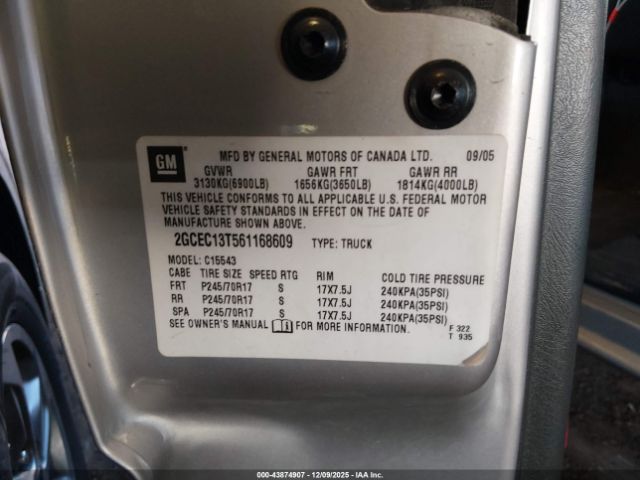 GM
MFD BY GENERAL MOTORS OF CANADA LTD. 09/05
GVWR GAWR FRT GAWR RR
3130KG(6900LB) 1656KG(3650LB) 1814KG(4000LB)
THIS VEHICLE CONFORMS TO ALL APPLICABLE U.S. FEDERAL MOTOR
VEHICLE SAFETY STANDARDS IN EFFECT ON THE DATE OF
MANUFACTURE SHOWN ABOVE.
2GCEC13T561168609 TYPE: TRUCK
MODEL: C15543
CABE TIRE SIZE SPEED RTG RIM COLD TIRE PRESSURE
FRT P245/70R17 S 17X7.5J 240KPA(35PSI)
RR P245/70R17 S 17X7.5J 240KPA(35PSI)
SPA P245/70R17 S 17X7.5J 240KPA(35PSI)
SEE OWNER'S MANUAL FOR MORE INFORMATION.
F 322
T 935
00-43874907 - 12/09/2025 - IAAI.CA